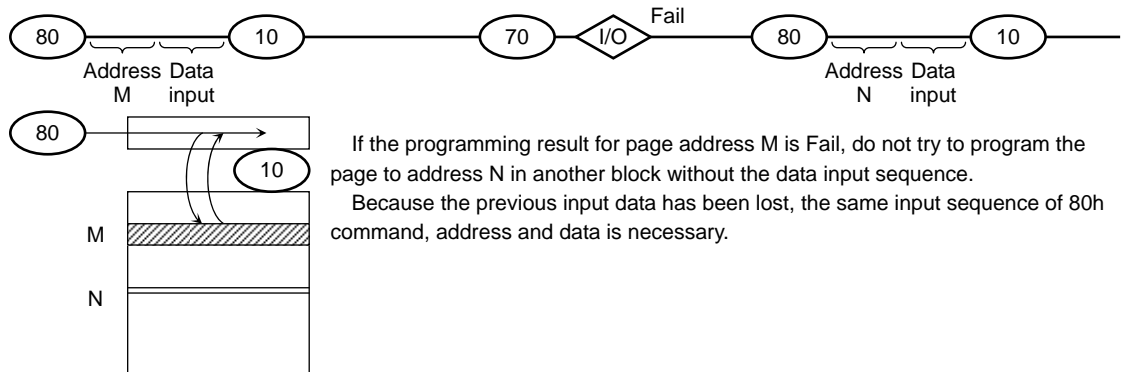 Fail
80 10 70 I/O 80 10
Address Data Address Data
M input N input
80
If the programming result for page address M is Fail, do not try to program the
10
page to address N in another block without the data input sequence.
Because the previous input data has been lost, the same input sequence of 80h
M
command, address and data is necessary.
N